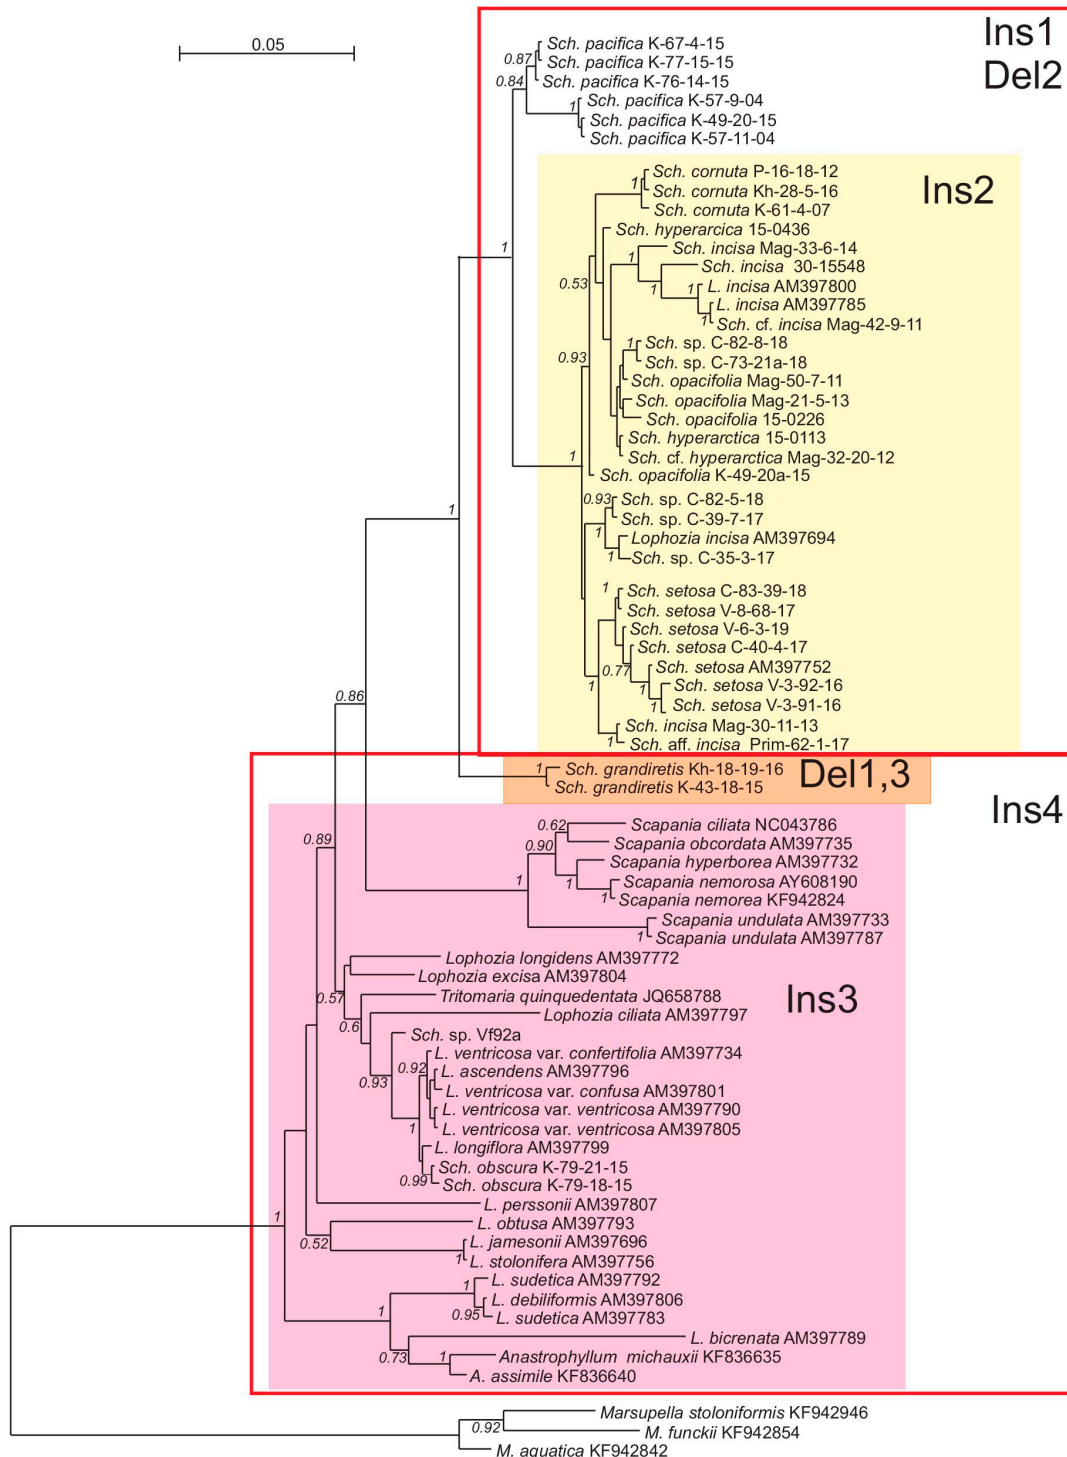 Ins1
Del2
0.05
Sch. pacifica K-67-4-15
0.87
Sch. pacifica K-77-15-15
0.84
Sch. pacifica K-76-14-15
Sch. pacifica K-57-9-04
1
Sch. pacifica K-49-20-15
Sch. pacifica K-57-11-04
Ins2
Sch. cornuta P-16-18-12
1
Sch. cornuta Kh-28-5-16
Sch. cornuta K-61-4-07
Sch. hyperarcica 15-0436
1
Sch. incisa Mag-33-6-14
1
Sch. incisa 30-15548
0.53
1
1
L. incisa AM397800
L. incisa AM397785
1
Sch. cf. incisa Mag-42-9-11
1
Sch. sp. C-82-8-18
0.93
Sch. sp. C-73-21a-18
Sch. opacifolia Mag-50-7-11
Sch. opacifolia Mag-21-5-13
Sch. opacifolia 15-0226
Sch. hyperarctica 15-0113
1
Sch. cf. hyperarctica Mag-32-20-12
Sch. opacifolia K-49-20a-15
0.93
Sch. sp. C-82-5-18
1
Sch. sp. C-39-7-17
1
Lophozia incisa AM397694
1
Sch. sp. C-35-3-17
1
Sch. setosa C-83-39-18
Sch. setosa V-8-68-17
Sch. setosa V-6-3-19
Sch. setosa C-40-4-17
0.77
Sch. setosa AM397752
1
1
Sch. setosa V-3-92-16
1
Sch. setosa V-3-91-16
0.86
Sch. incisa Mag-30-11-13
1
Sch. aff. incisa Prim-62-1-17
1
Sch. grandiretis Kh-18-19-16
Del1,3
Sch. grandiretis K-43-18-15
Ins4
0.62
Scapania ciliata NC043786
0.89
0.90
Scapania obcordata AM397735
Scapania hyperborea AM397732
1
1
Scapania nemorosa AY608190
1
Scapania nemorea KF942824
Scapania undulata AM397733
1
Scapania undulata AM397787
Lophozia longidens AM397772
Lophozia excisa AM397804
0.57
Tritomaria quinquedentata JQ658788
Ins3
0.6
Lophozia ciliata AM397797
Sch. sp. Vf92a
L. ventricosa var. confertifolia AM397734
0.92
L. ascendens AM397796
0.93
L. ventricosa var. confusa AM397801
L. ventricosa var. ventricosa AM397790
1
L. ventricosa var. ventricosa AM397805
L. longiflora AM397799
Sch. obscura K-79-21-15
0.99
Sch. obscura K-79-18-15
L. perssonii AM397807
1
L. obtusa AM397793
0.52
L. jamesonii AM397696
1
L. stolonifera AM397756
1
L. sudetica AM397792
L. debiliformis AM397806
1
0.95
L. sudetica AM397783
L. bicrenata AM397789
0.73
1
Anastrophyllum michauxii KF836635
A. assimile KF836640
Marsupella stoloniformis KF942946
0.92
M. funckii KF942854
M. aquatica KF942842